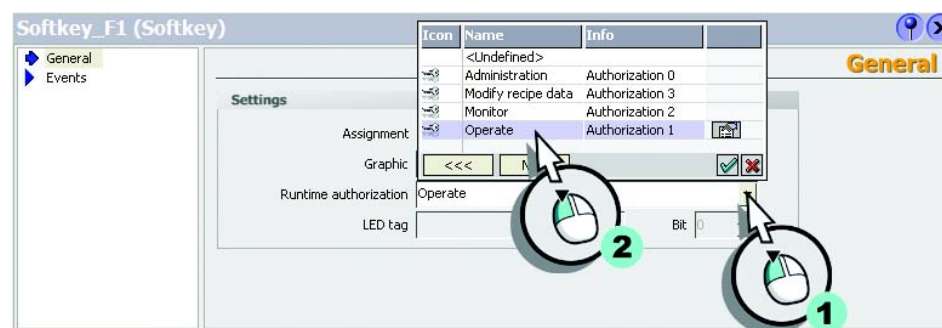 Softkey_F1 (Softkey)
General
Events
General
Icon Name Info
<Undefined>
Administration Authorization 0
Modify recipe data Authorization 3
Monitor Authorization 2
Operate Authorization 1
<<<
Settings
Assignment
Graphic
Runtime authorization Operate
LED tag
Bit 0
2
1